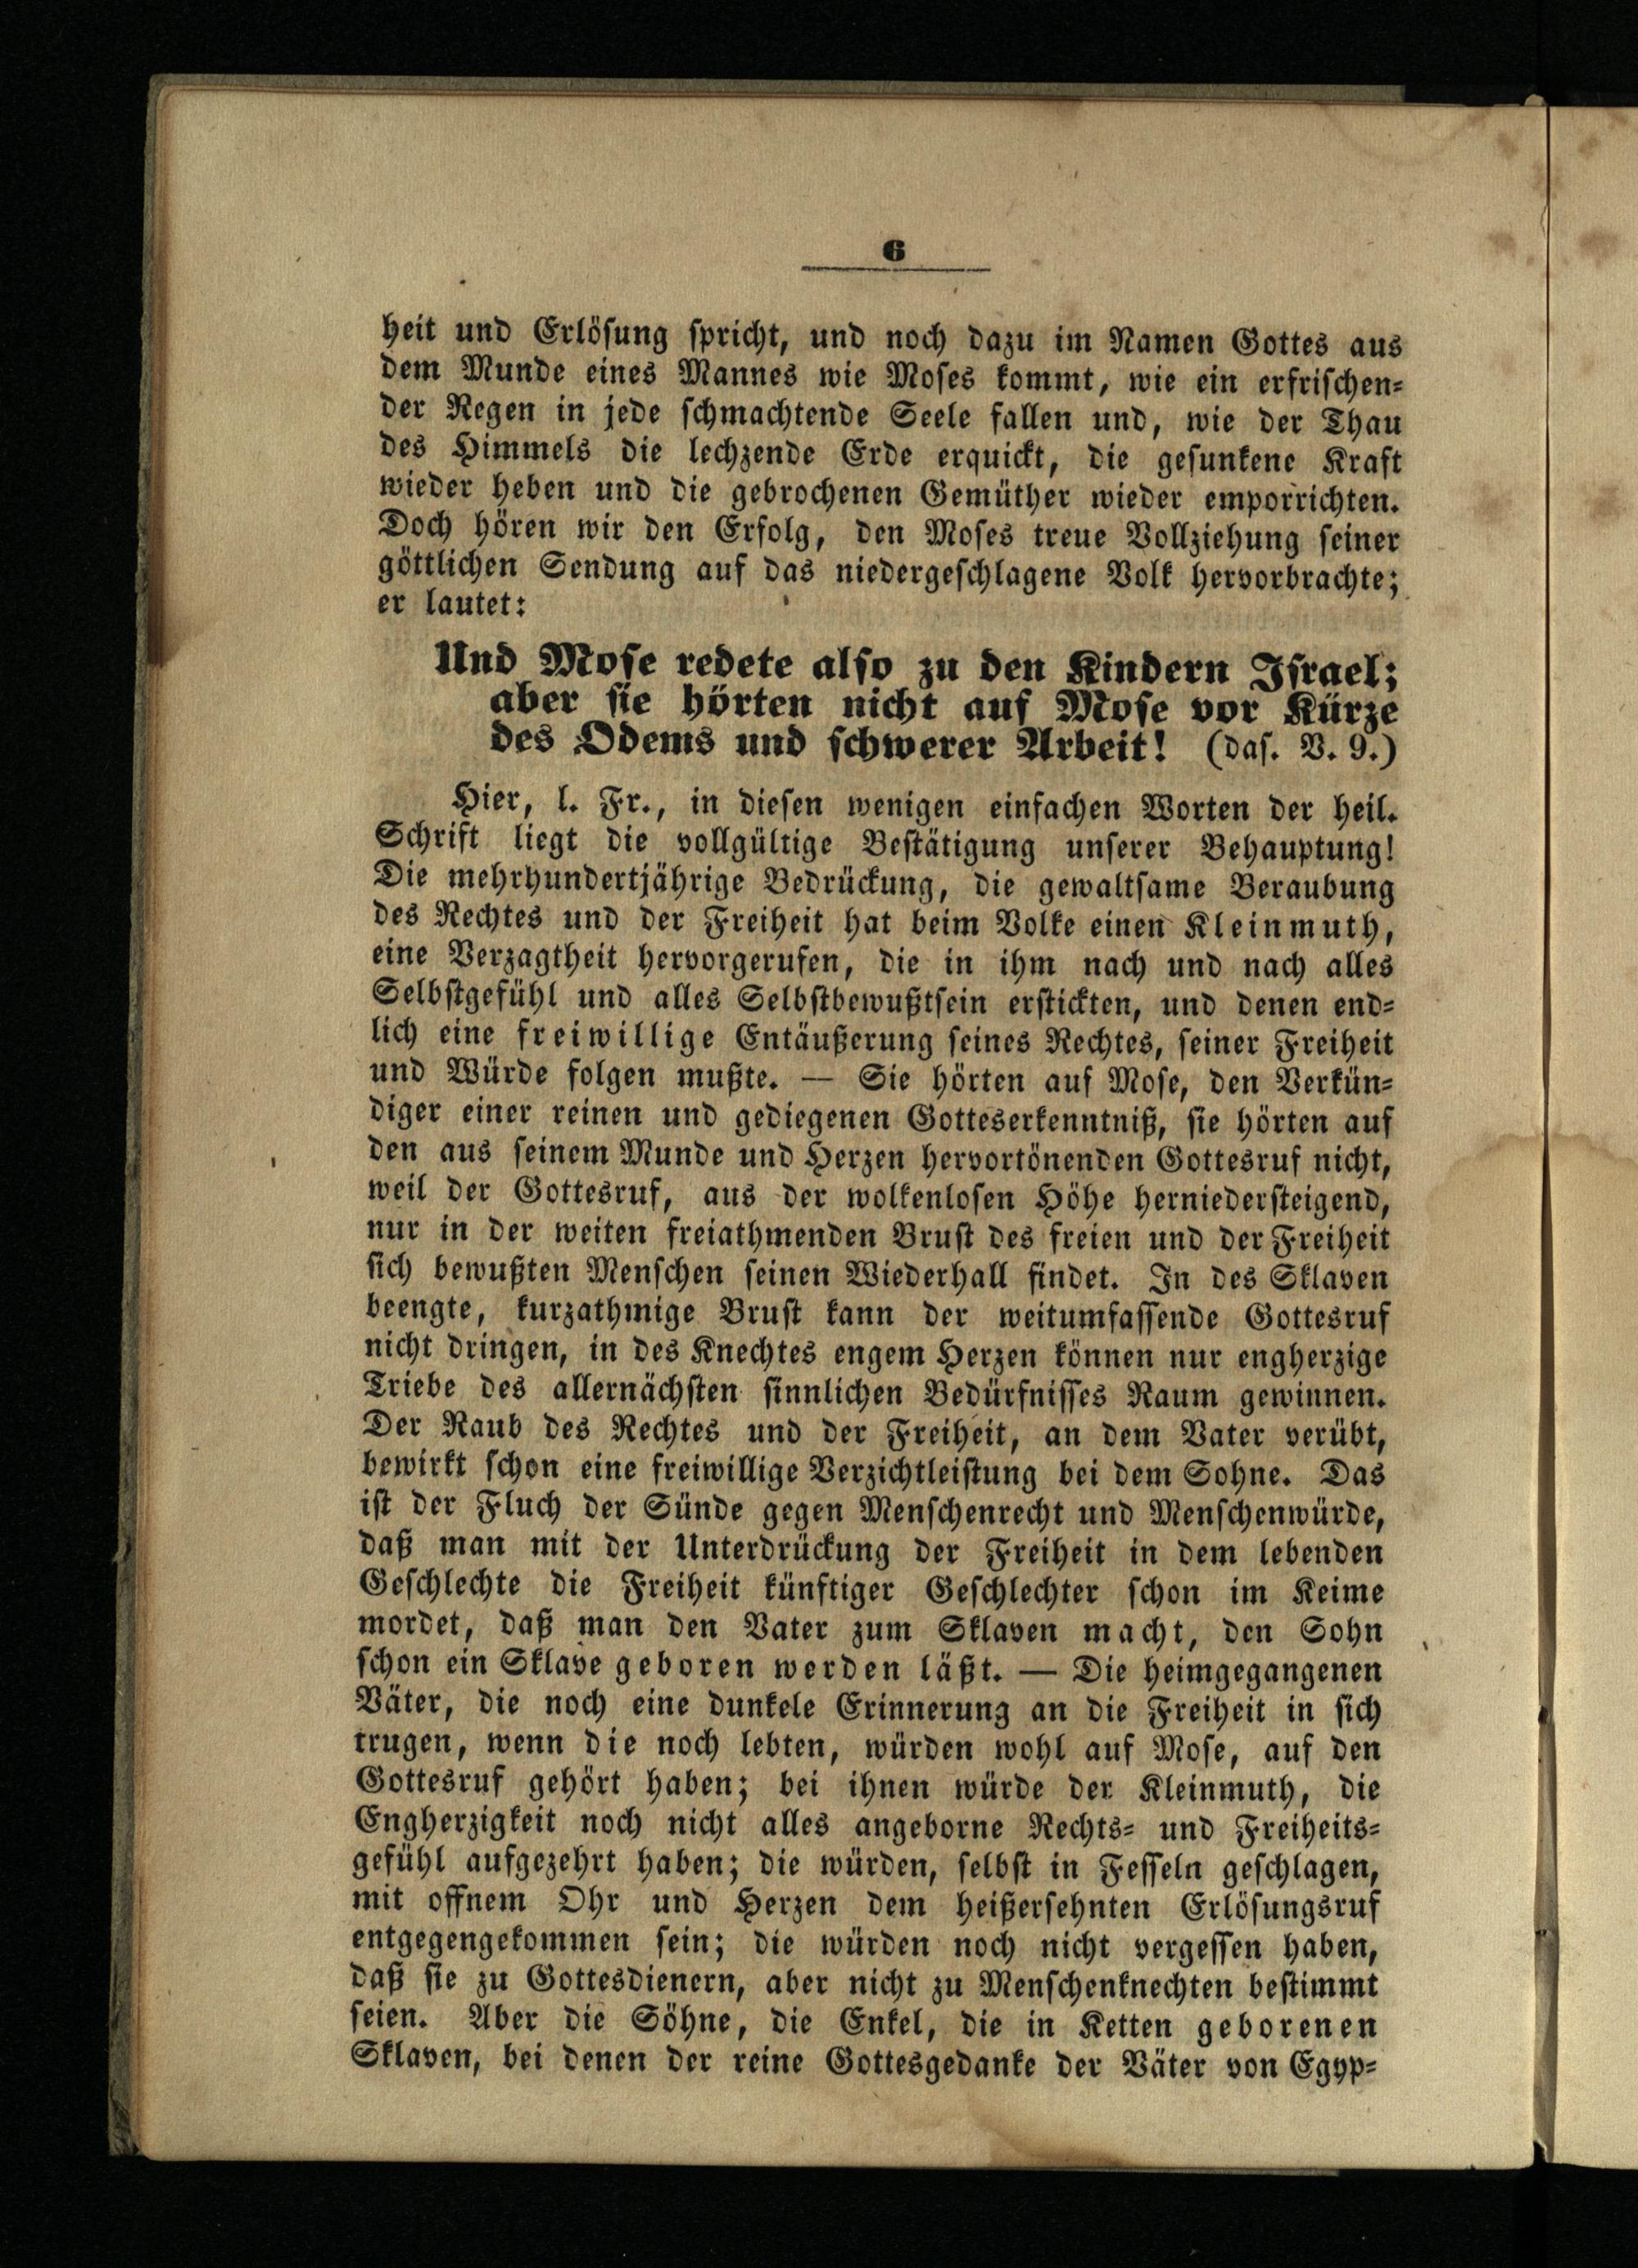 6
heit und Erlösung spricht, und noch dazu im Namen Gottes aus
dem Munde eines Mannes wie Moses kommt, wie ein erfrischen-
der Regen in jede schmachtende Seele fallen und, wie der Thau
des Himmels die lechzende Erde erquickt, die gesunkene Kraft
wieder heben und die gebrochenen Gemüther wieder emporrichten.
Doch hören wir den Erfolg, den Moses treue Vollziehung seiner
göttlichen Sendung auf das niedergeschlagene Volk hervorbrachte;
er lautet:
Und Mose redete also zu den Kindern Israel;
aber sie hörten nicht auf Mose vor Kürze
des Odems und schwerer Arbeit! (das. V. 9.)
Hier, l. Fr., in diesen wenigen einfachen Worten der heil.
Schrift liegt die vollgültige Bestätigung unserer Behauptung!
Die mehrhundertjährige Bedrückung, die gewaltsame Beraubung
des Rechtes und der Freiheit hat beim Volke einen Kleinmuth,
eine Verzagtheit hervorgerufen, die in ihm nach und nach alles
Selbstgefühl und alles Selbstbewußtsein erstickten, und denen end-
lich eine freiwillige Entäußerung seines Rechtes, seiner Freiheit
und Würde folgen mußte. — Sie hörten auf Mose, den Verkün-
diger einer reinen und gediegenen Gotteserkenntniß, sie hörten auf
den aus seinem Munde und Herzen hervortönenden Gottesruf nicht,
weil der Gottesruf, aus der wolkenlosen Höhe herniedersteigend,
nur in der weiten freiathmenden Brust des freien und der Freiheit
sich bewußten Menschen seinen Wiederhall findet. In des Sklaven
beengte, kurzathmige Brust kann der weitumfassende Gottesruf
nicht dringen, in des Knechtes engem Herzen können nur engherzige
Triebe des allernächsten sinnlichen Bedürfnisses Raum gewinnen.
Der Raub des Rechtes und der Freiheit, an dem Vater verübt,
bewirkt schon eine freiwillige Verzichtleistung bei dem Sohne. Das
ist der Fluch der Sünde gegen Menschenrecht und Menschenwürde,
daß man mit der Unterdrückung der Freiheit in dem lebenden
Geschlechte die Freiheit künftiger Geschlechter schon im Keime
mordet, daß man den Vater zum Sklaven macht, den Sohn
schon ein Sklave geboren werden läßt. — Die heimgegangenen
Väter, die noch eine dunkele Erinnerung an die Freiheit in sich
trugen, wenn die noch lebten, würden wohl auf Mose, auf den
Gottesruf gehört haben; bei ihnen würde der Kleinmuth, die
Engherzigkeit noch nicht alles angeborne Rechts- und Freiheits-
gefühl aufgezehrt haben; die würden, selbst in Fesseln geschlagen,
mit offnem Ohr und Herzen dem heißersehnten Erlösungsruf
entgegengekommen sein; die würden noch nicht vergessen haben,
daß sie zu Gottesdienern, aber nicht zu Menschenknechten bestimmt
seien. Aber die Söhne, die Enkel, die in Ketten geborenen
Sklaven, bei denen der reine Gottesgedanke der Väter von Egyp-